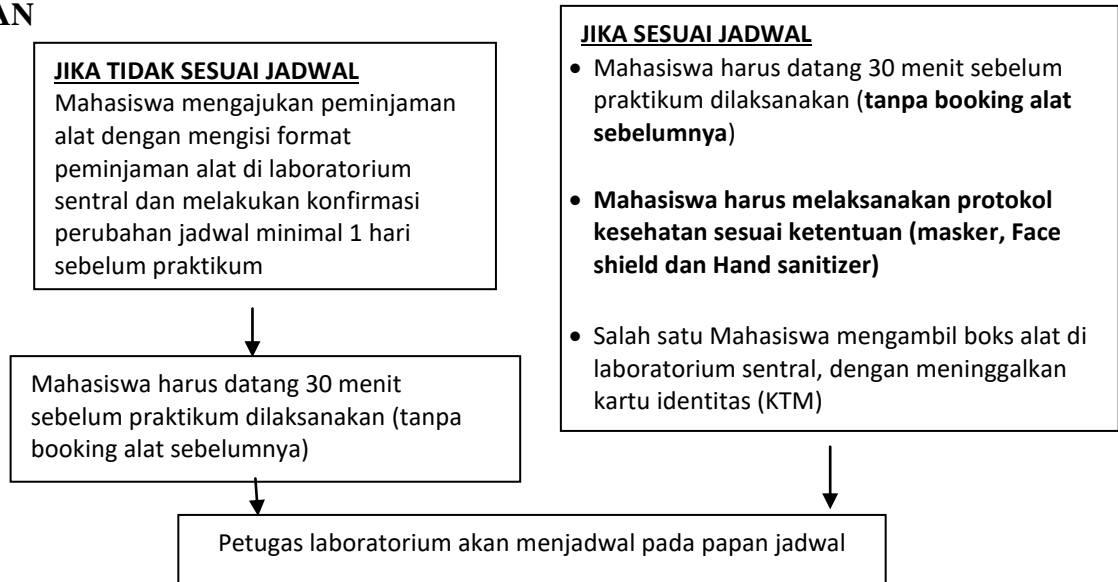 AN
JIKA TIDAK SESUAI JADWAL
Mahasiswa mengajukan peminjaman
alat dengan mengisi format
peminjaman alat di laboratorium
sentral dan melakukan konfirmasi
perubahan jadwal minimal 1 hari
sebelum praktikum
Mahasiswa harus datang 30 menit
sebelum praktikum dilaksanakan (tanpa
booking alat sebelumnya)
JIKA SESUAI JADWAL
• Mahasiswa harus datang 30 menit sebelum
praktikum dilaksanakan (tanpa booking alat
sebelumnya)
• Mahasiswa harus melaksanakan protokol
kesehatan sesuai ketentuan (masker, Face
shield dan Hand sanitizer)
• Salah satu Mahasiswa mengambil boks alat di
laboratorium sentral, dengan meninggalkan
kartu identitas (KTM)
Petugas laboratorium akan menjadwal pada papan jadwal